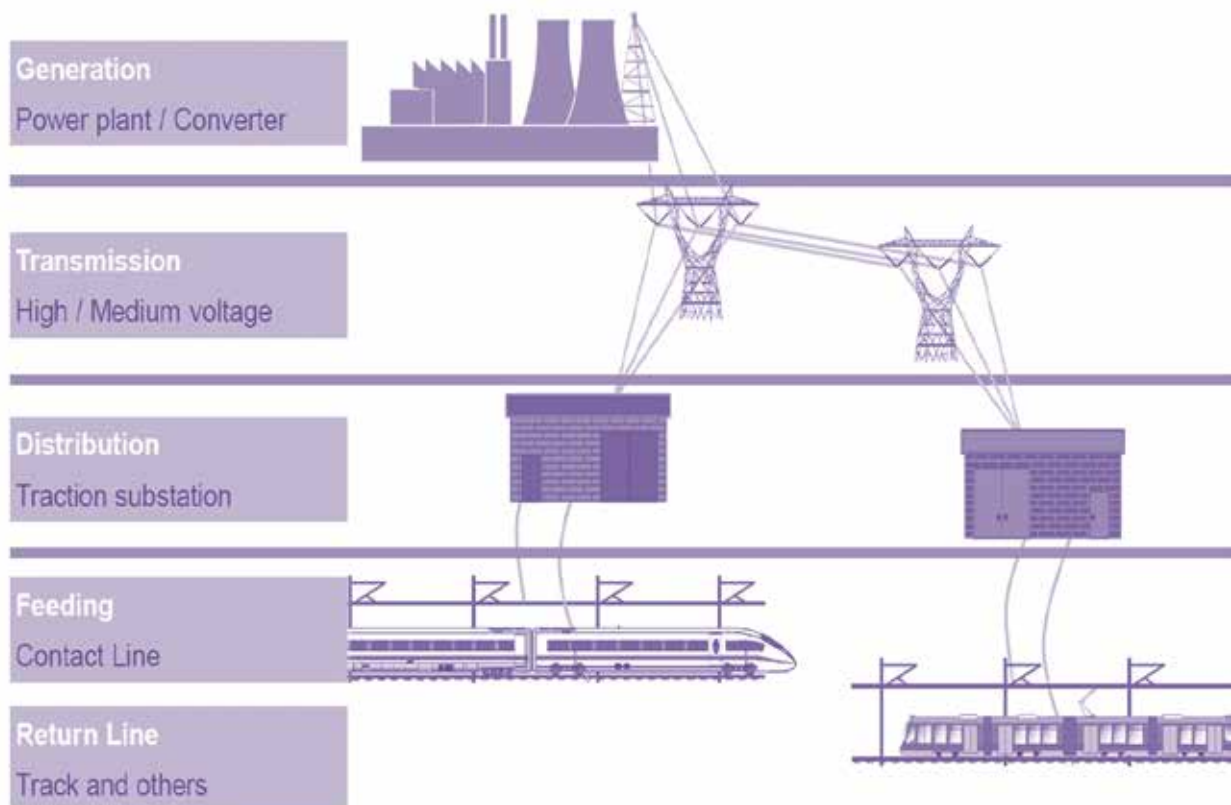 Generation
Power plant / Converter
Transmission
High / Medium voltage
Distribution
Traction substation
Feeding
Contact Line
Return Line
Track and others